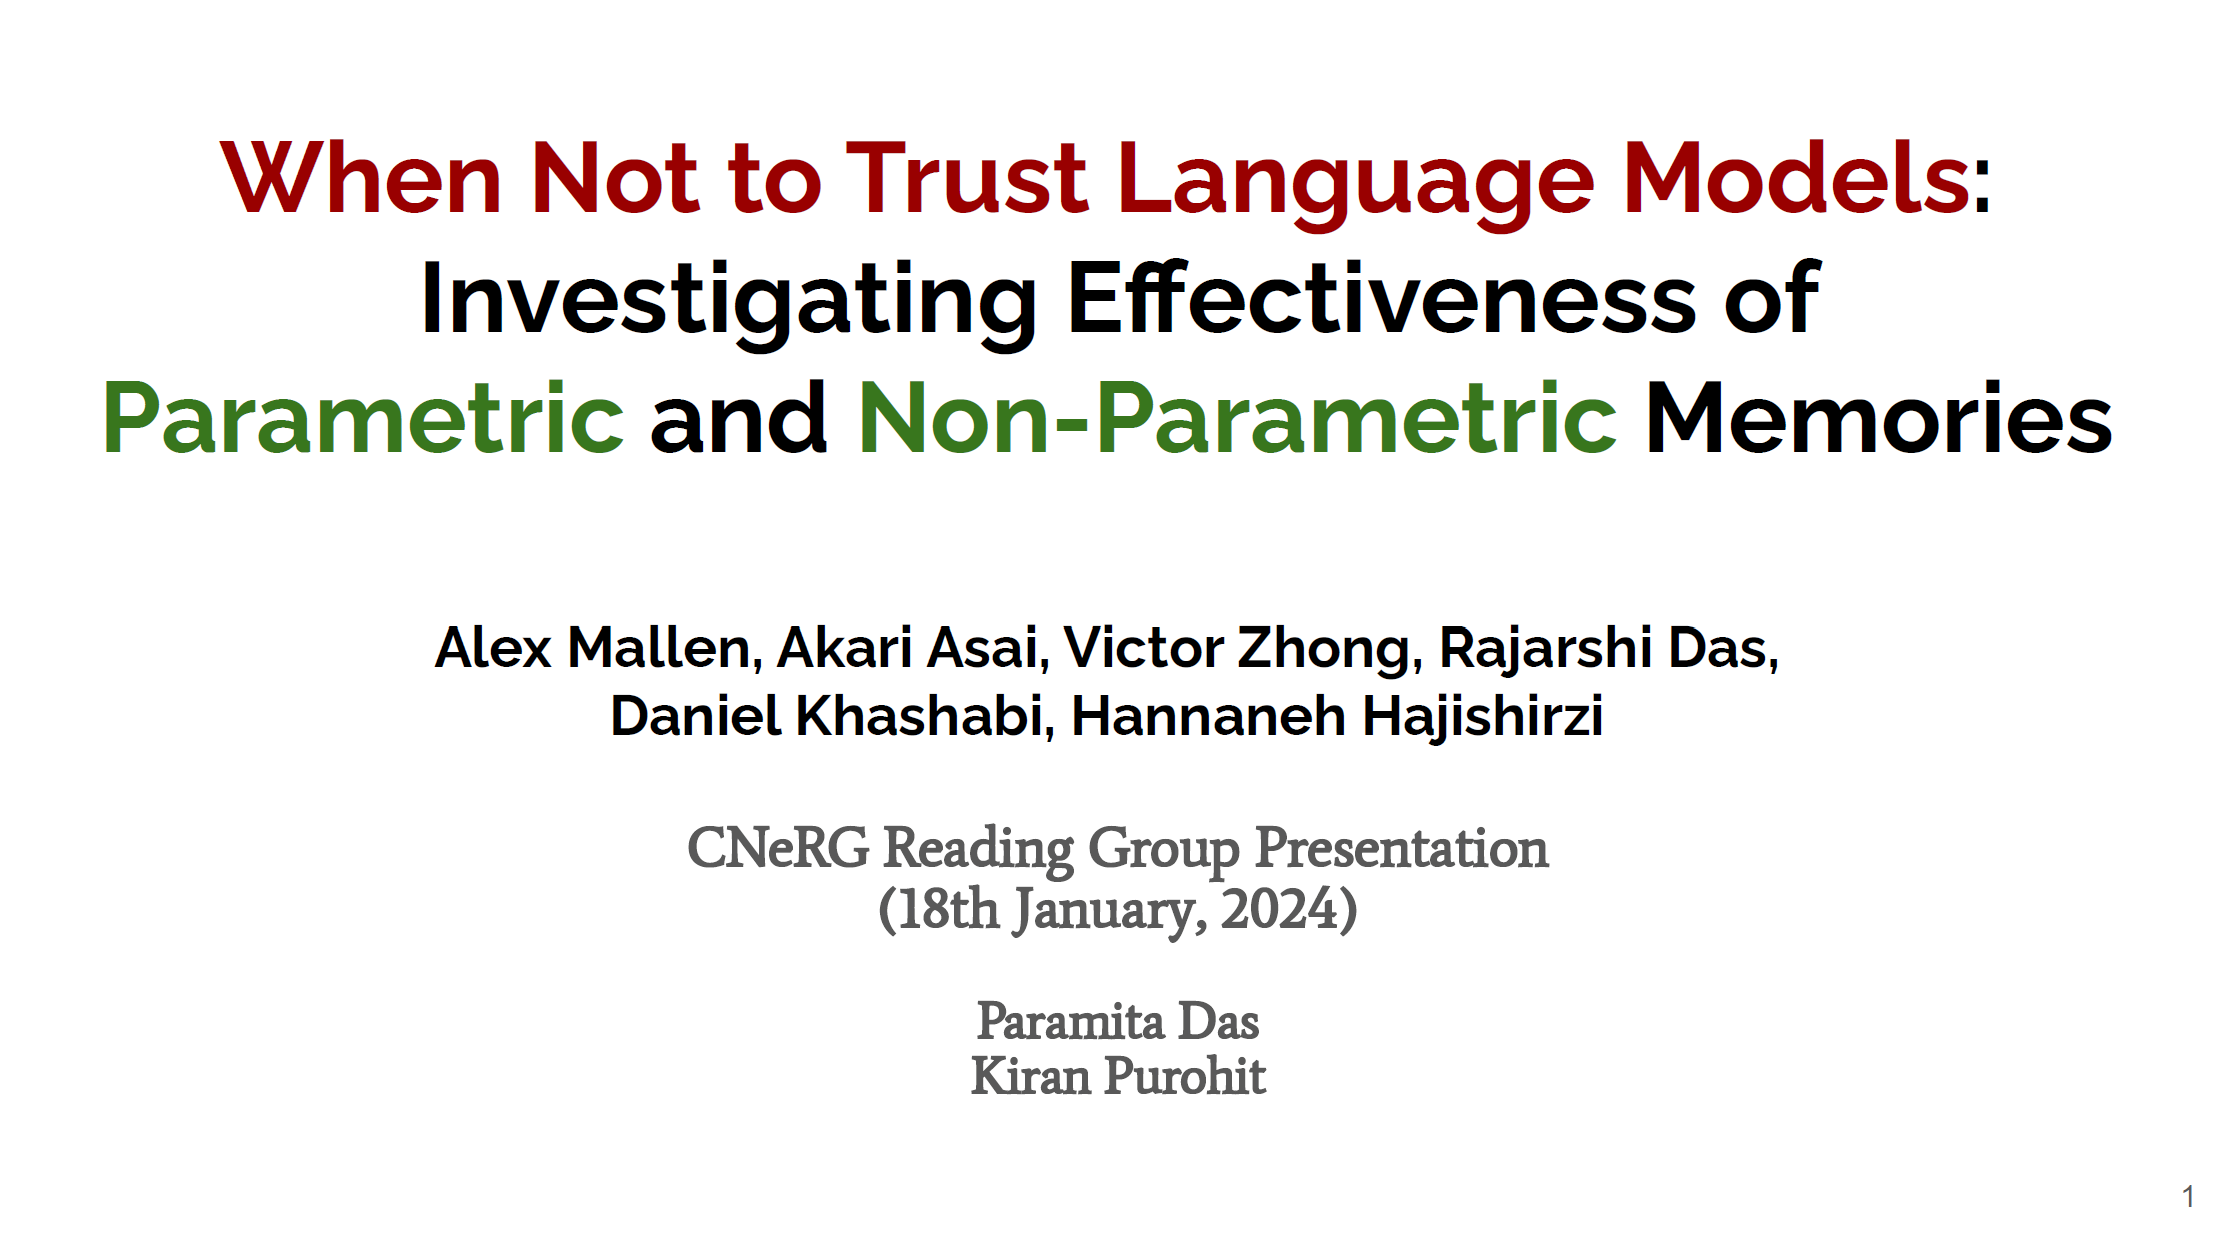 When Not to Trust Language Models:
Investigating Effectiveness of
Parametric and Non-Parametric Memories
Alex Mallen, Akari Asai, Victor Zhong, Rajarshi Das,
Daniel Khashabi, Hannaneh Hajishirzi
CNeRG Reading Group Presentation
(18th January, 2024)
Paramita Das
Kiran Purohit
1